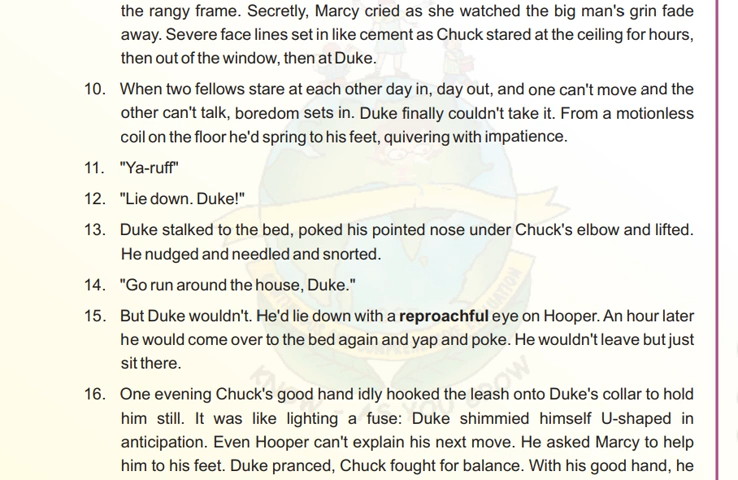 the rangy frame. Secretly, Marcy cried as she watched the big man's grin fade
away. Severe face lines set in like cement as Chuck stared at the ceiling for hours,
then out of the window, then at Duke.
10. When two fellows stare at each other day in, day out, and one can't move and the
other can't talk, boredom sets in. Duke finally couldn't take it. From a motionless
coil on the floor he'd spring to his feet, quivering with impatience.
11. "Ya-ruff"
12. "Lie down. Duke!"
13. Duke stalked to the bed, poked his pointed nose under Chuck's elbow and lifted.
He nudged and needled and snorted.
14. "Go run around the house, Duke."
15. But Duke wouldn't. He'd lie down with a reproachful eye on Hooper. An hour later
he would come over to the bed again and yap and poke. He wouldn't leave but just
sit there.
16. One evening Chuck's good hand idly hooked the leash onto Duke's collar to hold
him still. It was like lighting a fuse: Duke shimmied himself U-shaped in
anticipation. Even Hooper can't explain his next move. He asked Marcy to help
him to his feet. Duke pranced, Chuck fought for balance. With his good hand, he